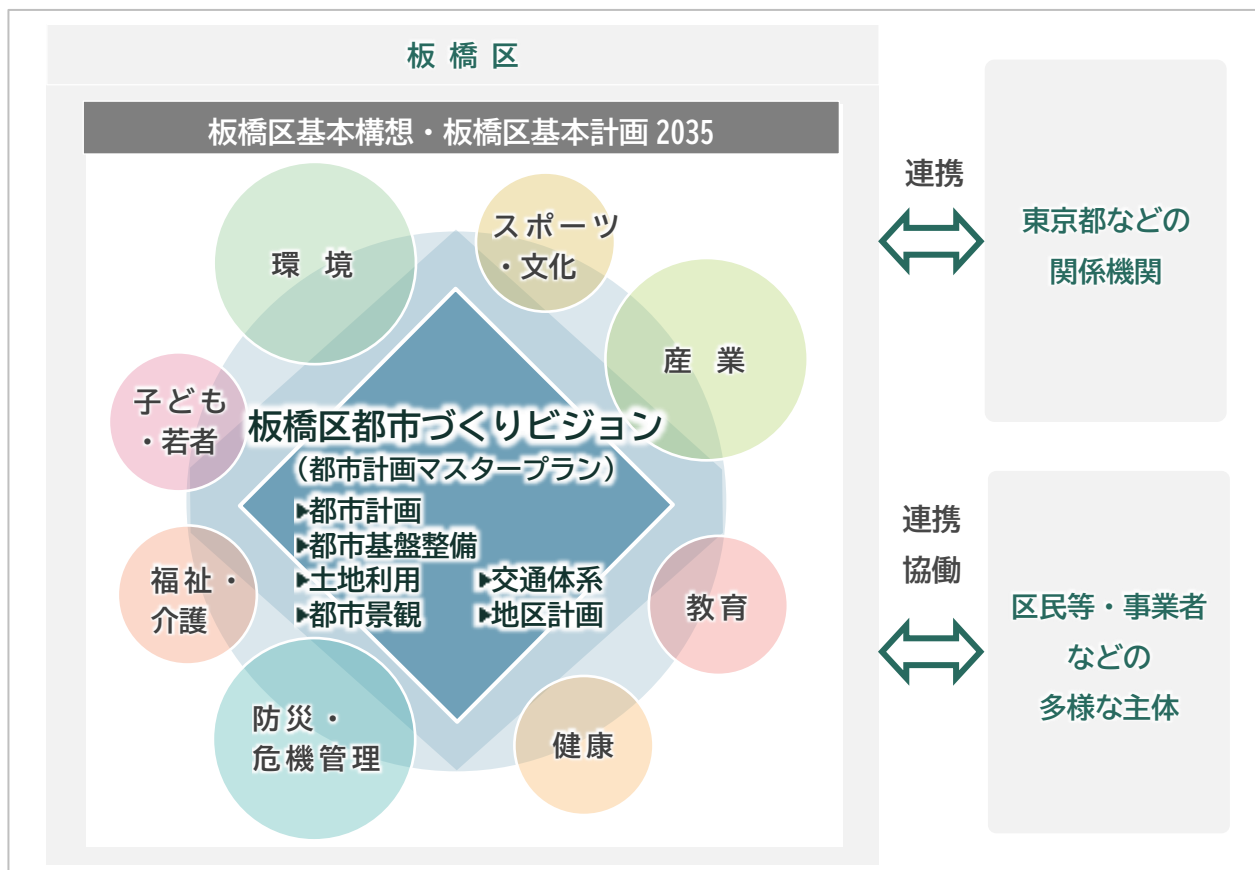 板橋区
板橋区基本構想・板橋区基本計画 2035
環境
スポーツ
・文化
産業
子ども
・若者
板橋区都市づくりビジョン
(都市計画マスタープラン)
▶都市計画
▶都市基盤整備
▶土地利用 ▶交通体系
▶都市景観 ▶地区計画
福祉・
介護
教育
防災・
危機管理
健康
連携
東京都などの
関係機関
連携
協働
区民等・事業者
などの
多様な主体